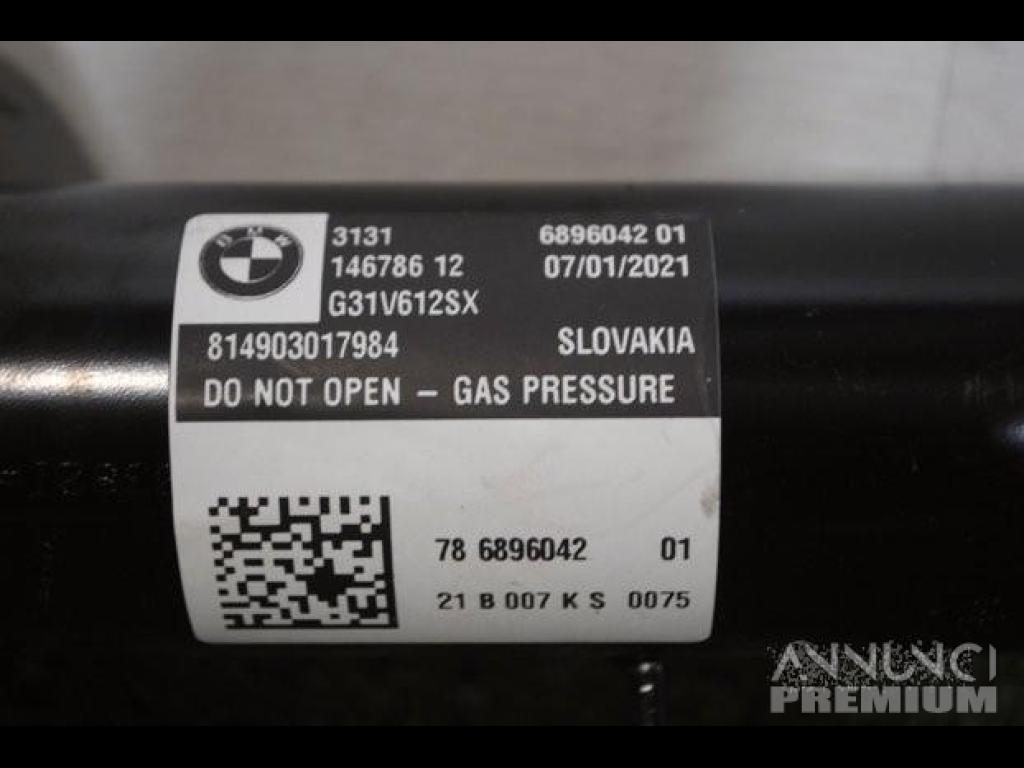 BMW
3131 6896042 01
146786 12 07/01/2021
G31V612SX
814903017984 SLOVAKIA
DO NOT OPEN – GAS PRESSURE
78 6896042 01
21 B 007 K S 0075
ANNUNCI
PREMIUM